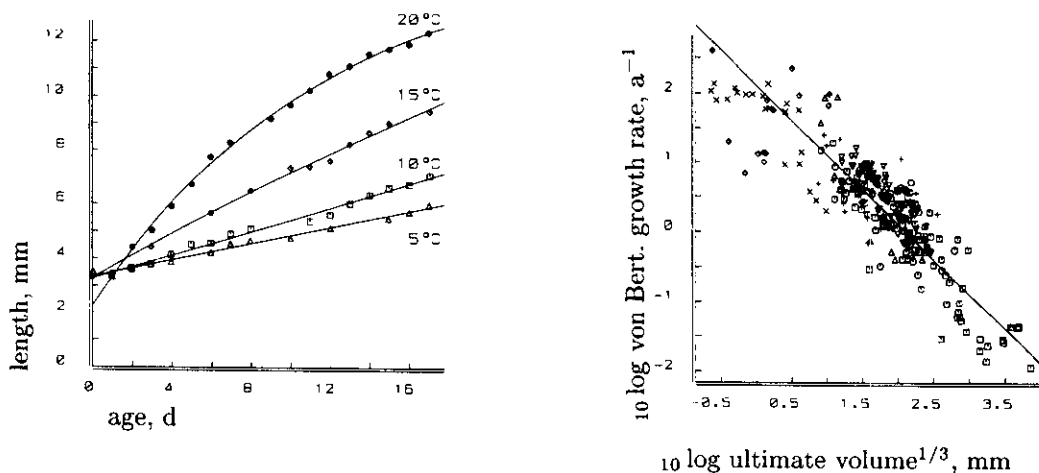 12
10
8
6
4
2
0
length, mm
20°C
15°C
10°C
5°C
0 4 8 12 16
age, d
2
1
0
-1
-2
10 log von Bert. growth rate, a⁻¹
-0.5 0.5 1.5 2.5 3.5
10 log ultimate volume^1/3, mm